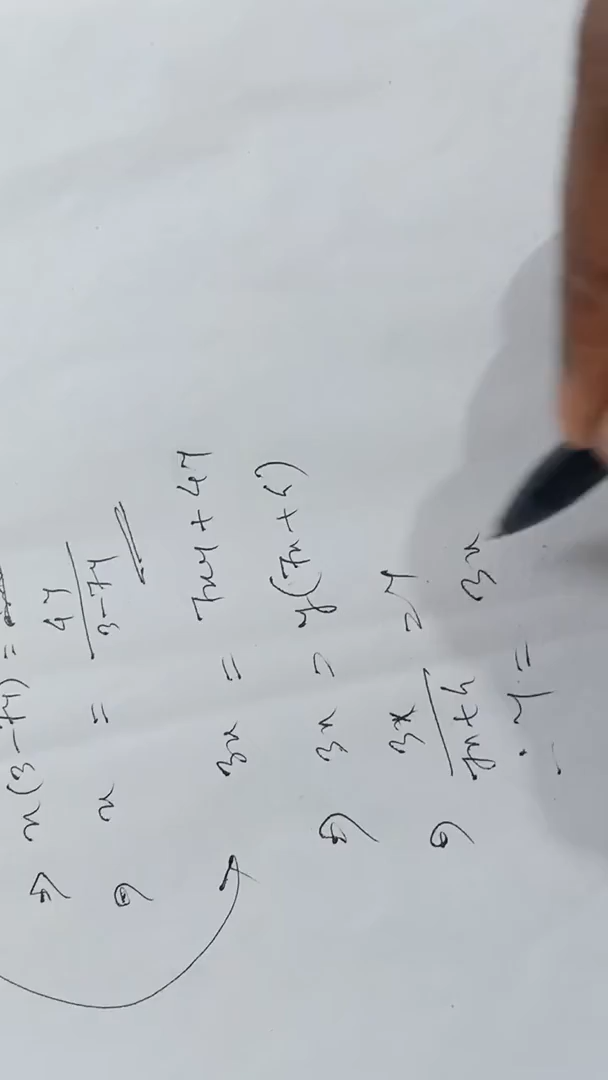 ⇒ x(3-7y) =
⇒ x = 4y/3-7y
3x = 7xy + 4y
⇒ 3x = y(7x+4)
⇒ 3x/7x+4 = y
∴ y = 3x